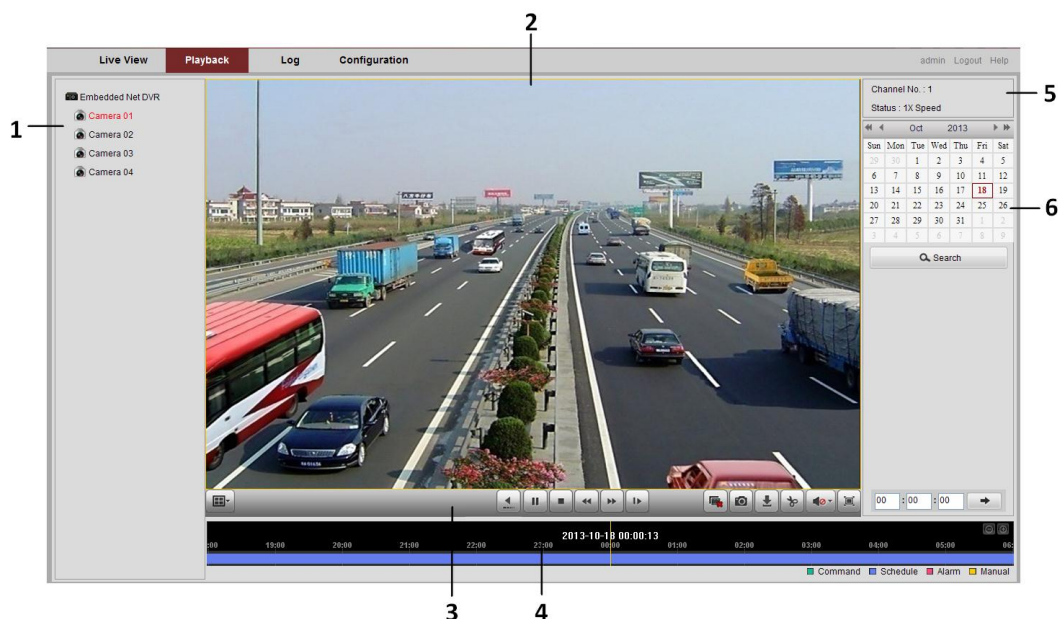 2
Live View Playback Log Configuration admin Logout Help
1
Embedded Net DVR
Camera 01
Camera 02
Camera 03
Camera 04
Channel No. : 1
Status : 1X Speed
5
Oct 2013
Sun Mon Tue Wed Thu Fri Sat
29 30 1 2 3 4 5
6 7 8 9 10 11 12
13 14 15 16 17 18 19
20 21 22 23 24 25 26
27 28 29 30 31 1 2
3 4 5 6 7 8 9
6
Search
00 : 00 : 00
2013-10-18 00:00:13
:00 19:00 20:00 21:00 22:00 23:00 00:00 01:00 02:00 03:00 04:00 05:00 06:
Command Schedule Alarm Manual
3 4